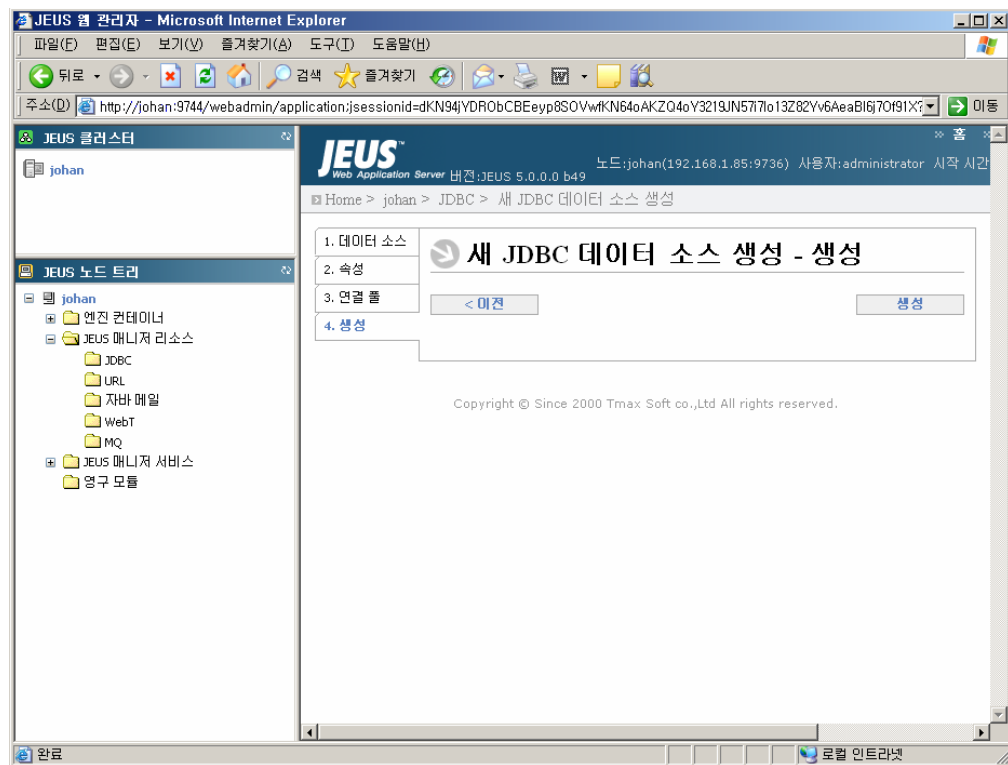 JEUS 웹 관리자 - Microsoft Internet Explorer
파일(F) 편집(E) 보기(V) 즐겨찾기(A) 도구(T) 도움말(H)
뒤로 검색 즐겨찾기
주소(D) http://johan:9744/webadmin/application;jsessionid=dKN94jYDRObCBEeyp8SOVwfKN64oAKZQ4oY3219JN57i7lo13Z82Yv6AeaBl6j7Of91X? 이동
JEUS 클러스터
johan
JEUS 노드 트리
johan
엔진 컨테이너
JEUS 매니저 리소스
JDBC
URL
자바 메일
WebT
MQ
JEUS 매니저 서비스
영구 모듈
» 홈 »
JEUS™
Web Application Server 버전:JEUS 5.0.0.0 b49
노드:johan(192.168.1.85:9736) 사용자:administrator 시작 시간
Home > johan > JDBC > 새 JDBC 데이터 소스 생성
1. 데이터 소스
2. 속성
3. 연결 풀
4. 생성
새 JDBC 데이터 소스 생성 - 생성
< 이전
생성
Copyright © Since 2000 Tmax Soft co.,Ltd All rights reserved.
완료
로컬 인트라넷